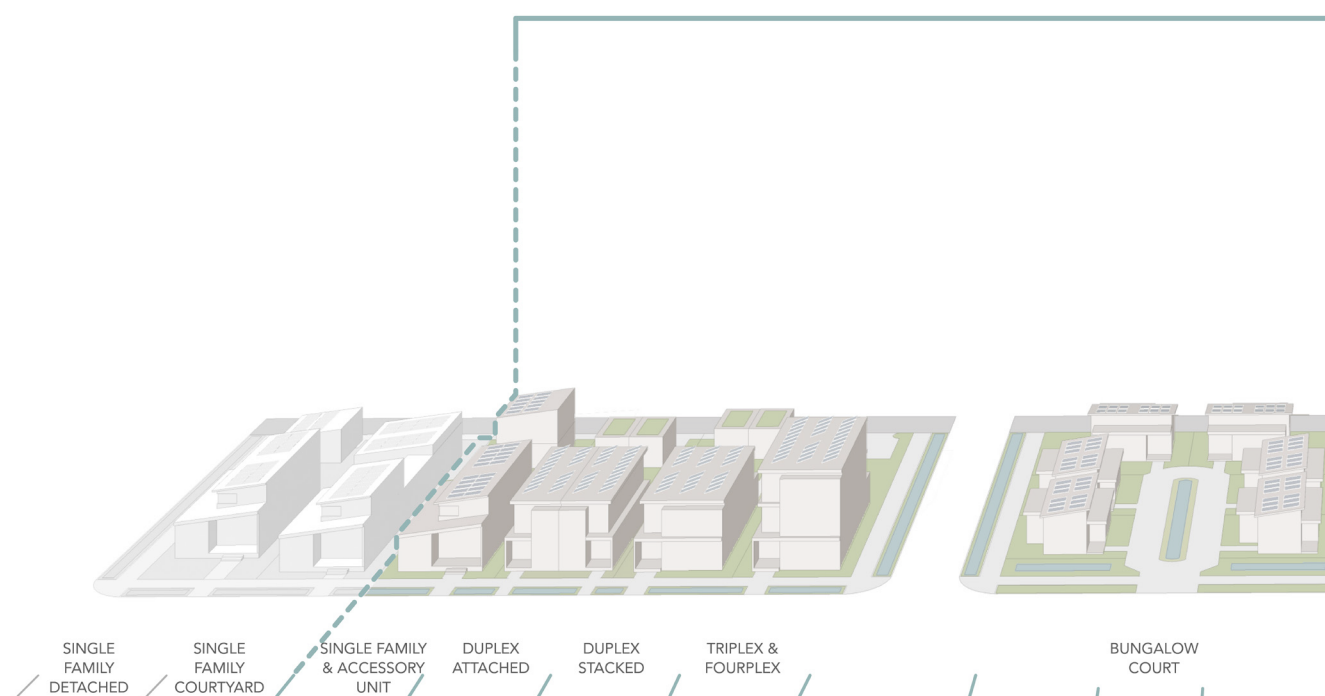 SINGLE
FAMILY
DETACHED
SINGLE
FAMILY
COURTYARD
SINGLE FAMILY
& ACCESSORY
UNIT
DUPLEX
ATTACHED
DUPLEX
STACKED
TRIPLEX &
FOURPLEX
BUNGALOW
COURT